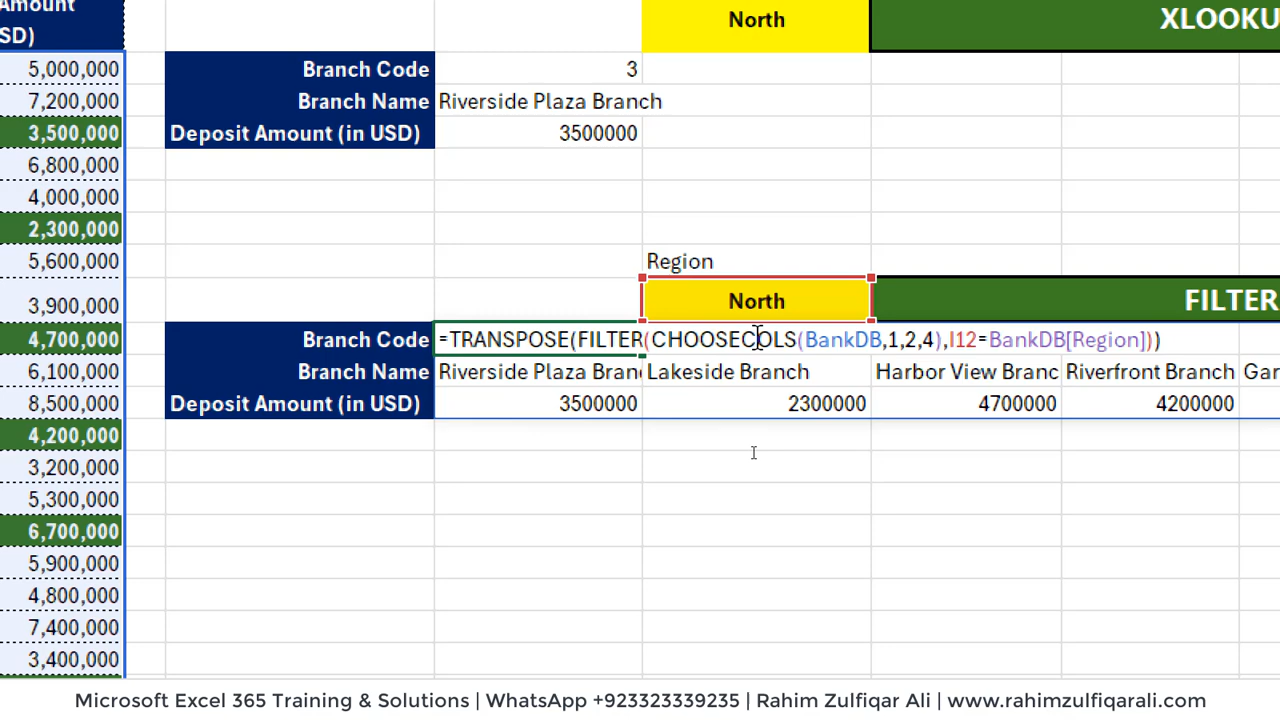 Amount
SD)
North
XLOOKU
5,000,000
Branch Code
3
7,200,000
Branch Name
Riverside Plaza Branch
3,500,000
Deposit Amount (in USD)
3500000
6,800,000
4,000,000
2,300,000
5,600,000
Region
3,900,000
North
FILTER
4,700,000
Branch Code
=TRANSPOSE(FILTER(CHOOSECOLS(BankDB,1,2,4),I12=BankDB[Region]))
6,100,000
Branch Name
Riverside Plaza Bran
Lakeside Branch
Harbor View Branc
Riverfront Branch
Gar
8,500,000
Deposit Amount (in USD)
3500000
2300000
4700000
4200000
4,200,000
3,200,000
5,300,000
6,700,000
5,900,000
4,800,000
7,400,000
3,400,000
Microsoft Excel 365 Training & Solutions | WhatsApp +923323339235 | Rahim Zulfiqar Ali | www.rahimzulfiqarali.com